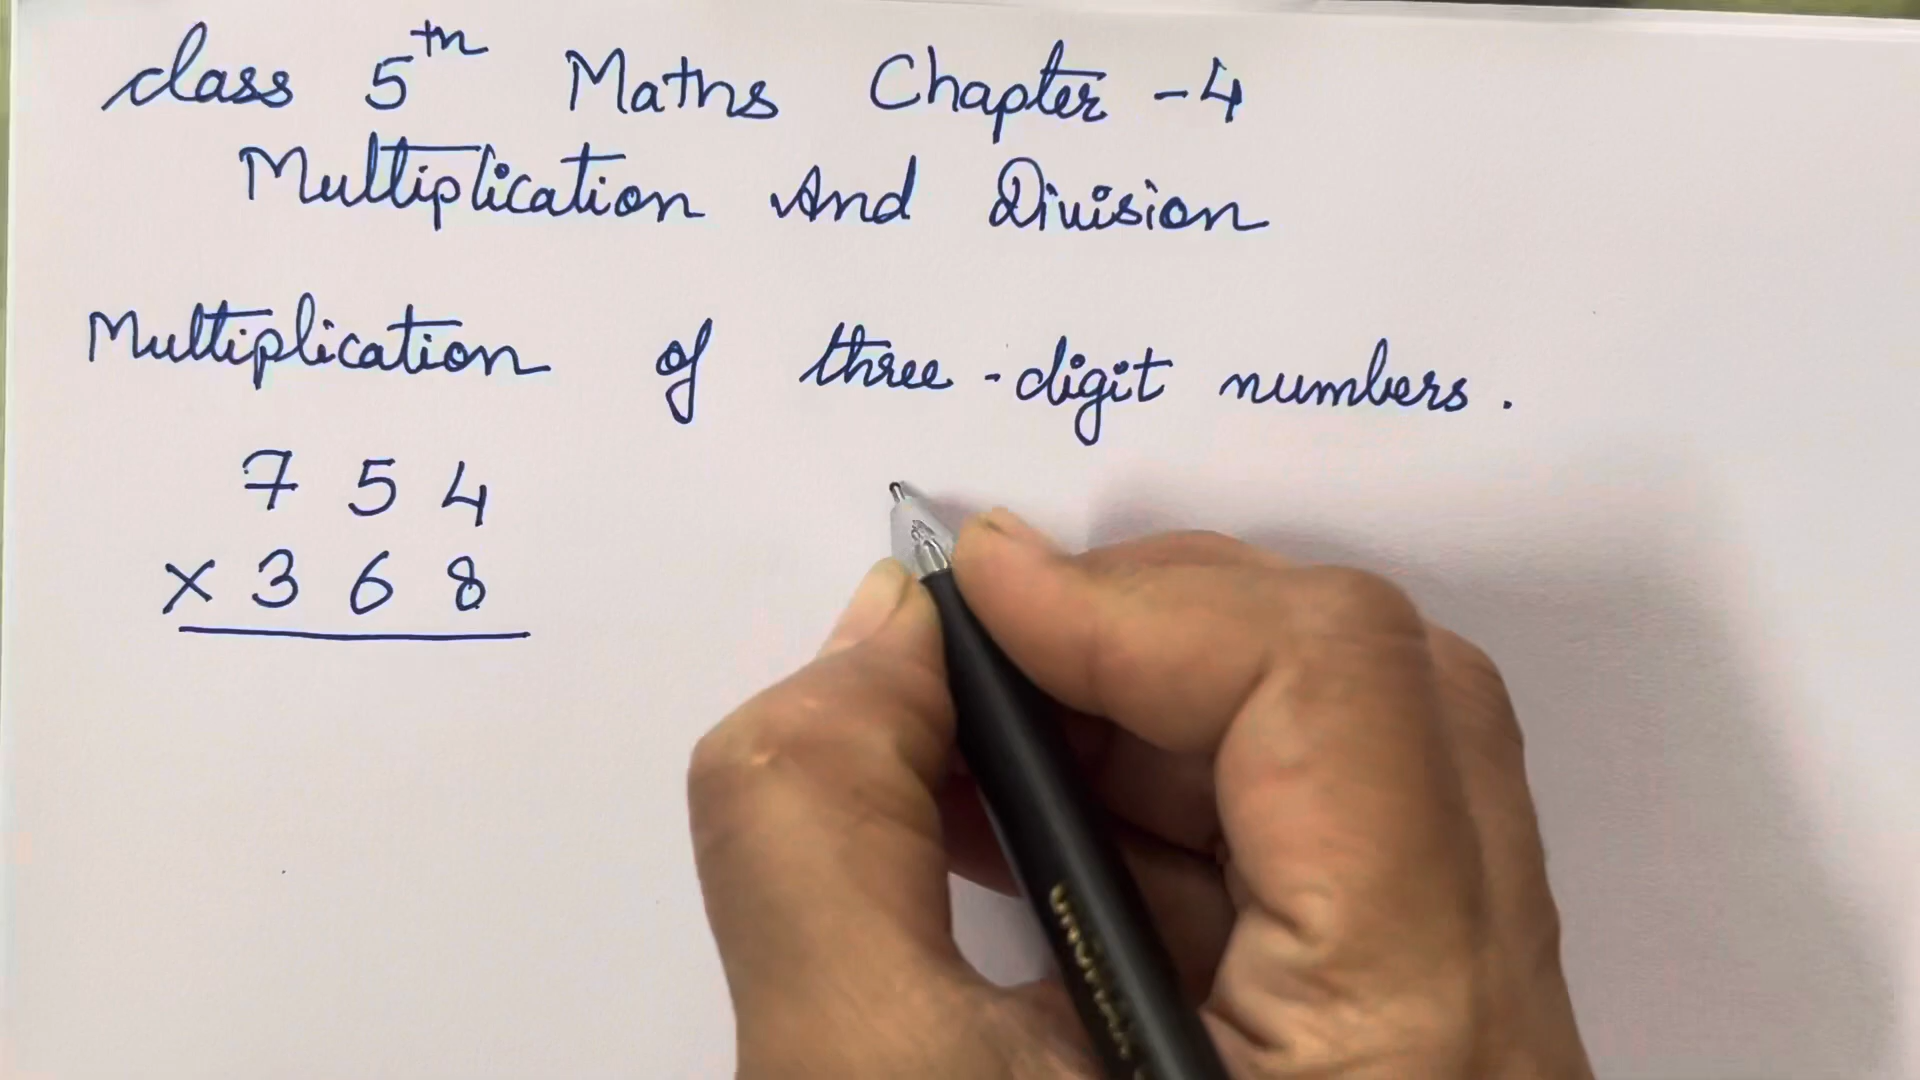 class 5th Maths Chapter - 4
Multiplication And Division
Multiplication of three-digit numbers.
7 5 4
× 3 6 8